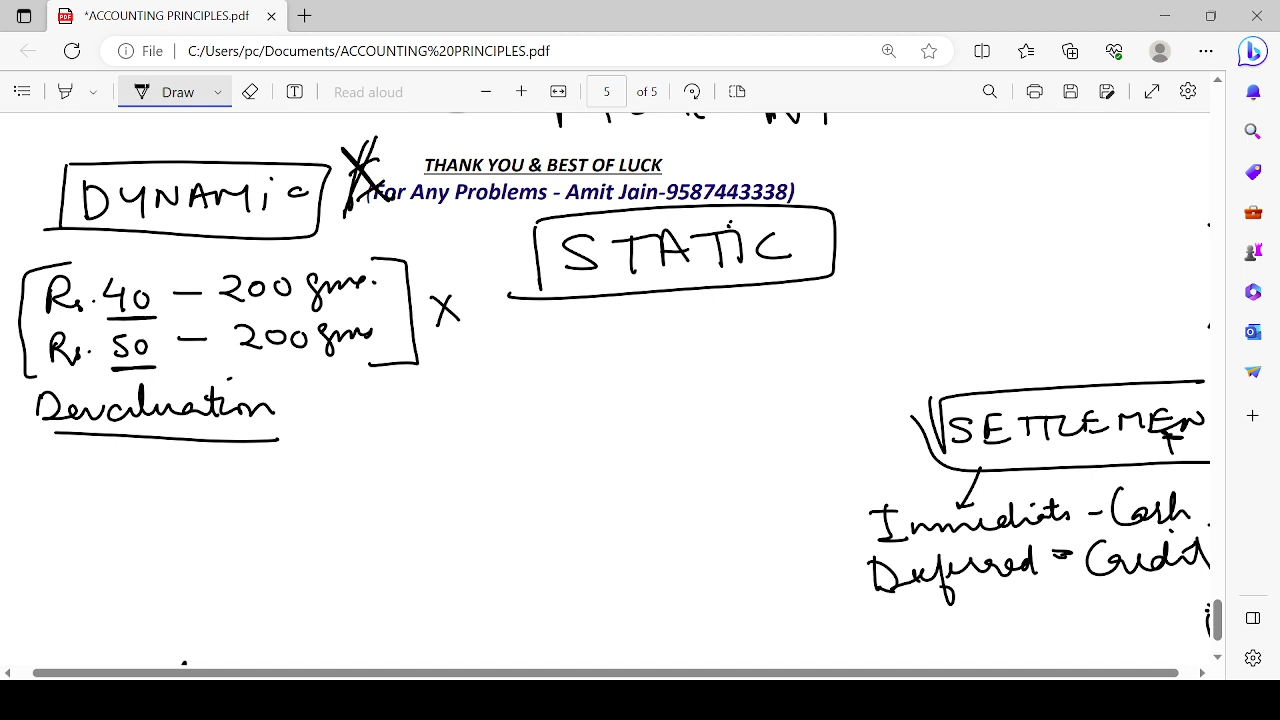 *ACCOUNTING PRINCIPLES.pdf
File
C:/Users/pc/Documents/ACCOUNTING%20PRINCIPLES.pdf
Draw
Read aloud
5 of 5
THANK YOU & BEST OF LUCK
(For Any Problems - Amit Jain-9587443338)
DYNAMIC
STATIC
Rs. 40 - 200 gms.
Rs. 50 - 200 gms
Devaluation
SETTLEMENT
Immediate - Cash
Deferred = Credit